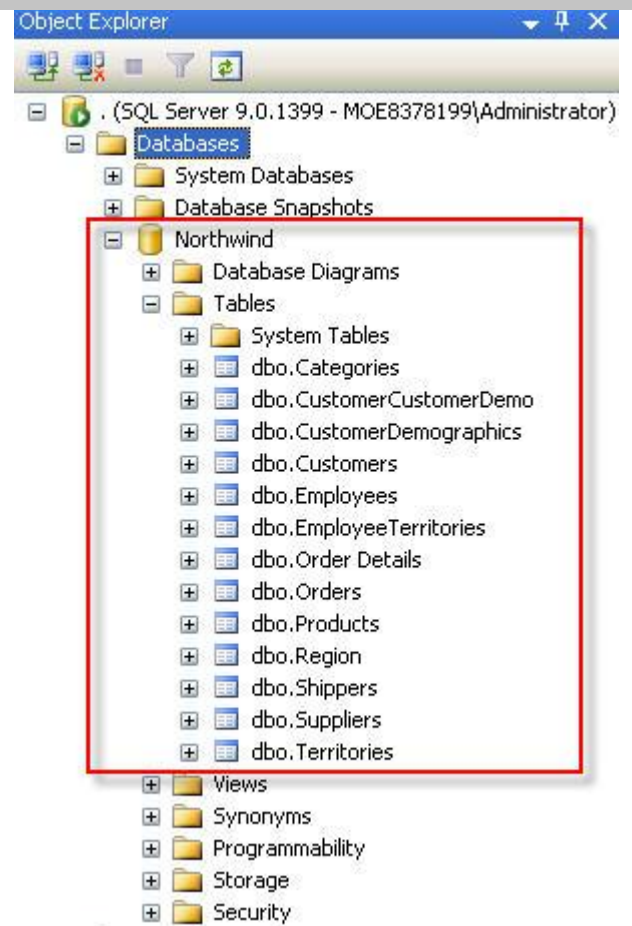 Object Explorer
. (SQL Server 9.0.1399 - MOE8378199\Administrator)
Databases
System Databases
Database Snapshots
Northwind
Database Diagrams
Tables
System Tables
dbo.Categories
dbo.CustomerCustomerDemo
dbo.CustomerDemographics
dbo.Customers
dbo.Employees
dbo.EmployeeTerritories
dbo.Order Details
dbo.Orders
dbo.Products
dbo.Region
dbo.Shippers
dbo.Suppliers
dbo.Territories
Views
Synonyms
Programmability
Storage
Security